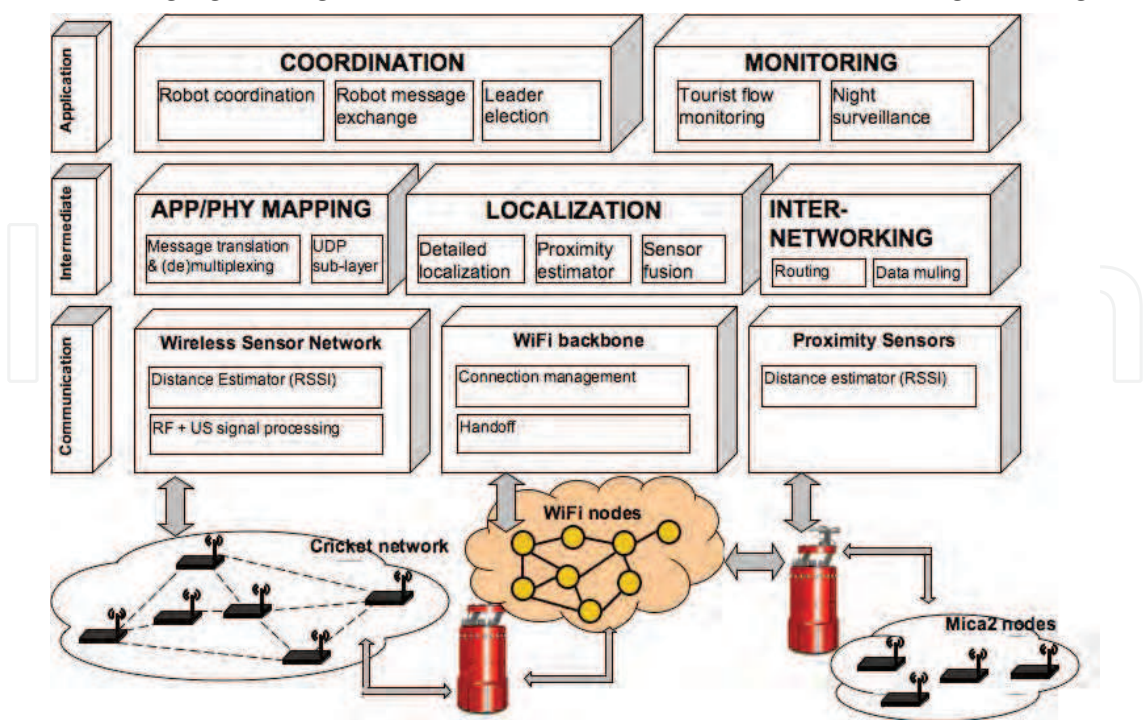 Application
COORDINATION
Robot coordination
Robot message
exchange
Leader
election
MONITORING
Tourist flow
monitoring
Night
surveillance
Intermediate
APP/PHY MAPPING
Message translation
& (de)multiplexing
UDP
sub-layer
LOCALIZATION
Detailed
localization
Proximity
estimator
Sensor
fusion
INTER-
NETWORKING
Routing
Data muling
Communication
Wireless Sensor Network
Distance Estimator (RSSI)
RF + US signal processing
WiFi backbone
Connection management
Handoff
Proximity Sensors
Distance estimator (RSSI)
WiFi nodes
Cricket network
Mica2 nodes